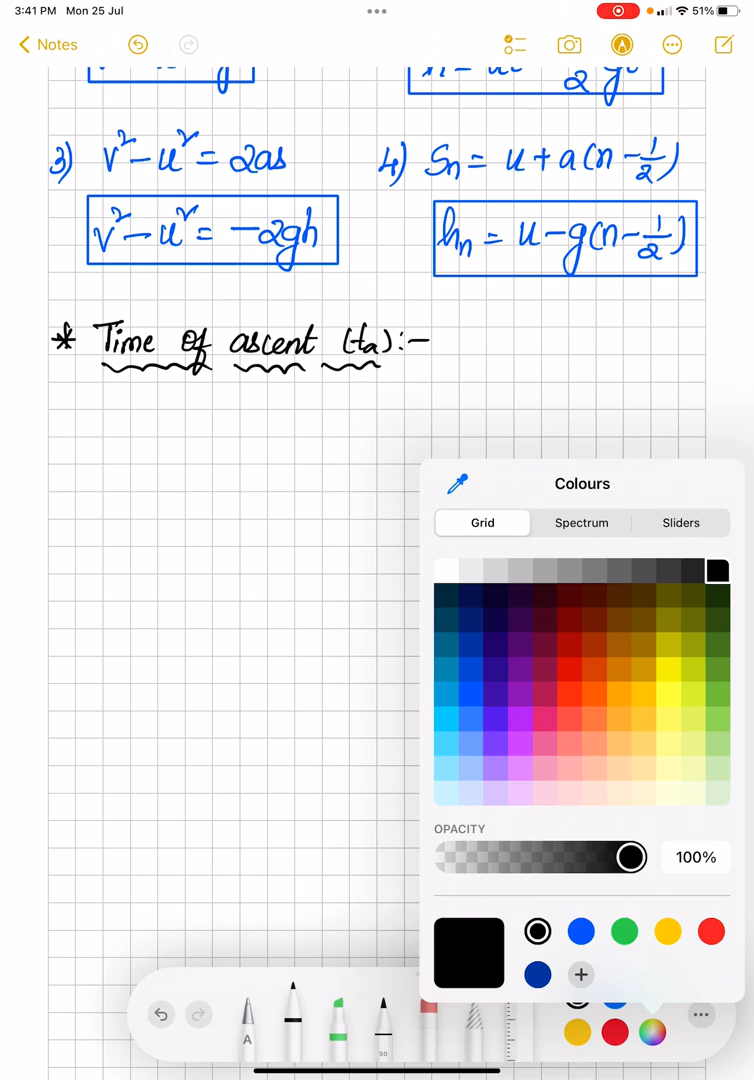 3:41 PM Mon 25 Jul
51%
Notes
3) v² - u² = 2as
4) Sn = u + a(n - 1/2)
v² - u² = -2gh
hn = u - g(n - 1/2)
* Time of ascent (ta):-
Colours
Grid
Spectrum
Sliders
OPACITY
100%
A
50